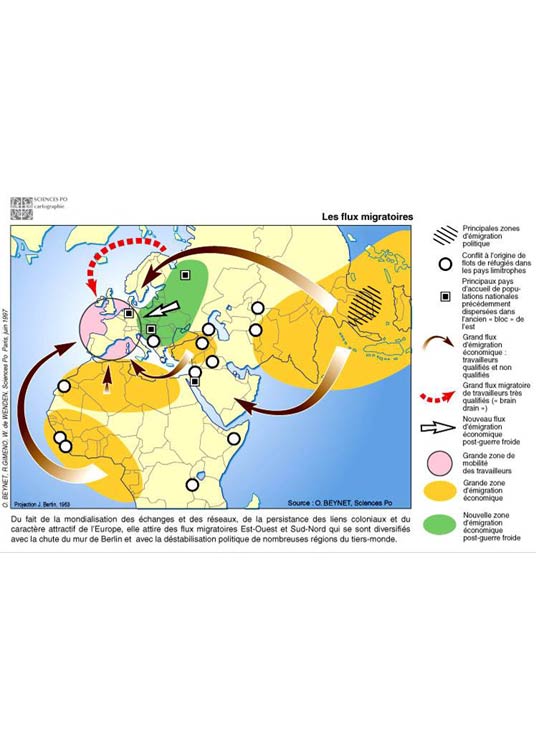 SCIENCES PO
cartographie
Les flux migratoires
O. BEYNET, R.GIMENO. W. de WENDEN, Sciences Po Paris, juin 1997
Projection J. Bertin, 1953
Source : O. BEYNET, Sciences Po
Principales zones
d'émigration
politique
Conflit à l'origine de
flots de réfugiés dans
les pays limitrophes
Principaux pays
d'accueil de popu-
lations nationales
précédemment
dispersées dans
l'ancien « bloc » de
l'est
Grand flux
d'émigration
économique :
travailleurs
qualifiés et non
qualifiés
Grand flux migratoire
de travailleurs très
qualifiés (« brain
drain »)
Nouveau flux
d'émigration
économique
post-guerre froide
Grande zone de
mobilité
des travailleurs
Grande zone
d'émigration
économique
Nouvelle zone
d'émigration
économique
post-guerre froide
Du fait de la mondialisation des échanges et des réseaux, de la persistance des liens coloniaux et du
caractère attractif de l'Europe, elle attire des flux migratoires Est-Ouest et Sud-Nord qui se sont diversifiés
avec la chute du mur de Berlin et avec la déstabilisation politique de nombreuses régions du tiers-monde.